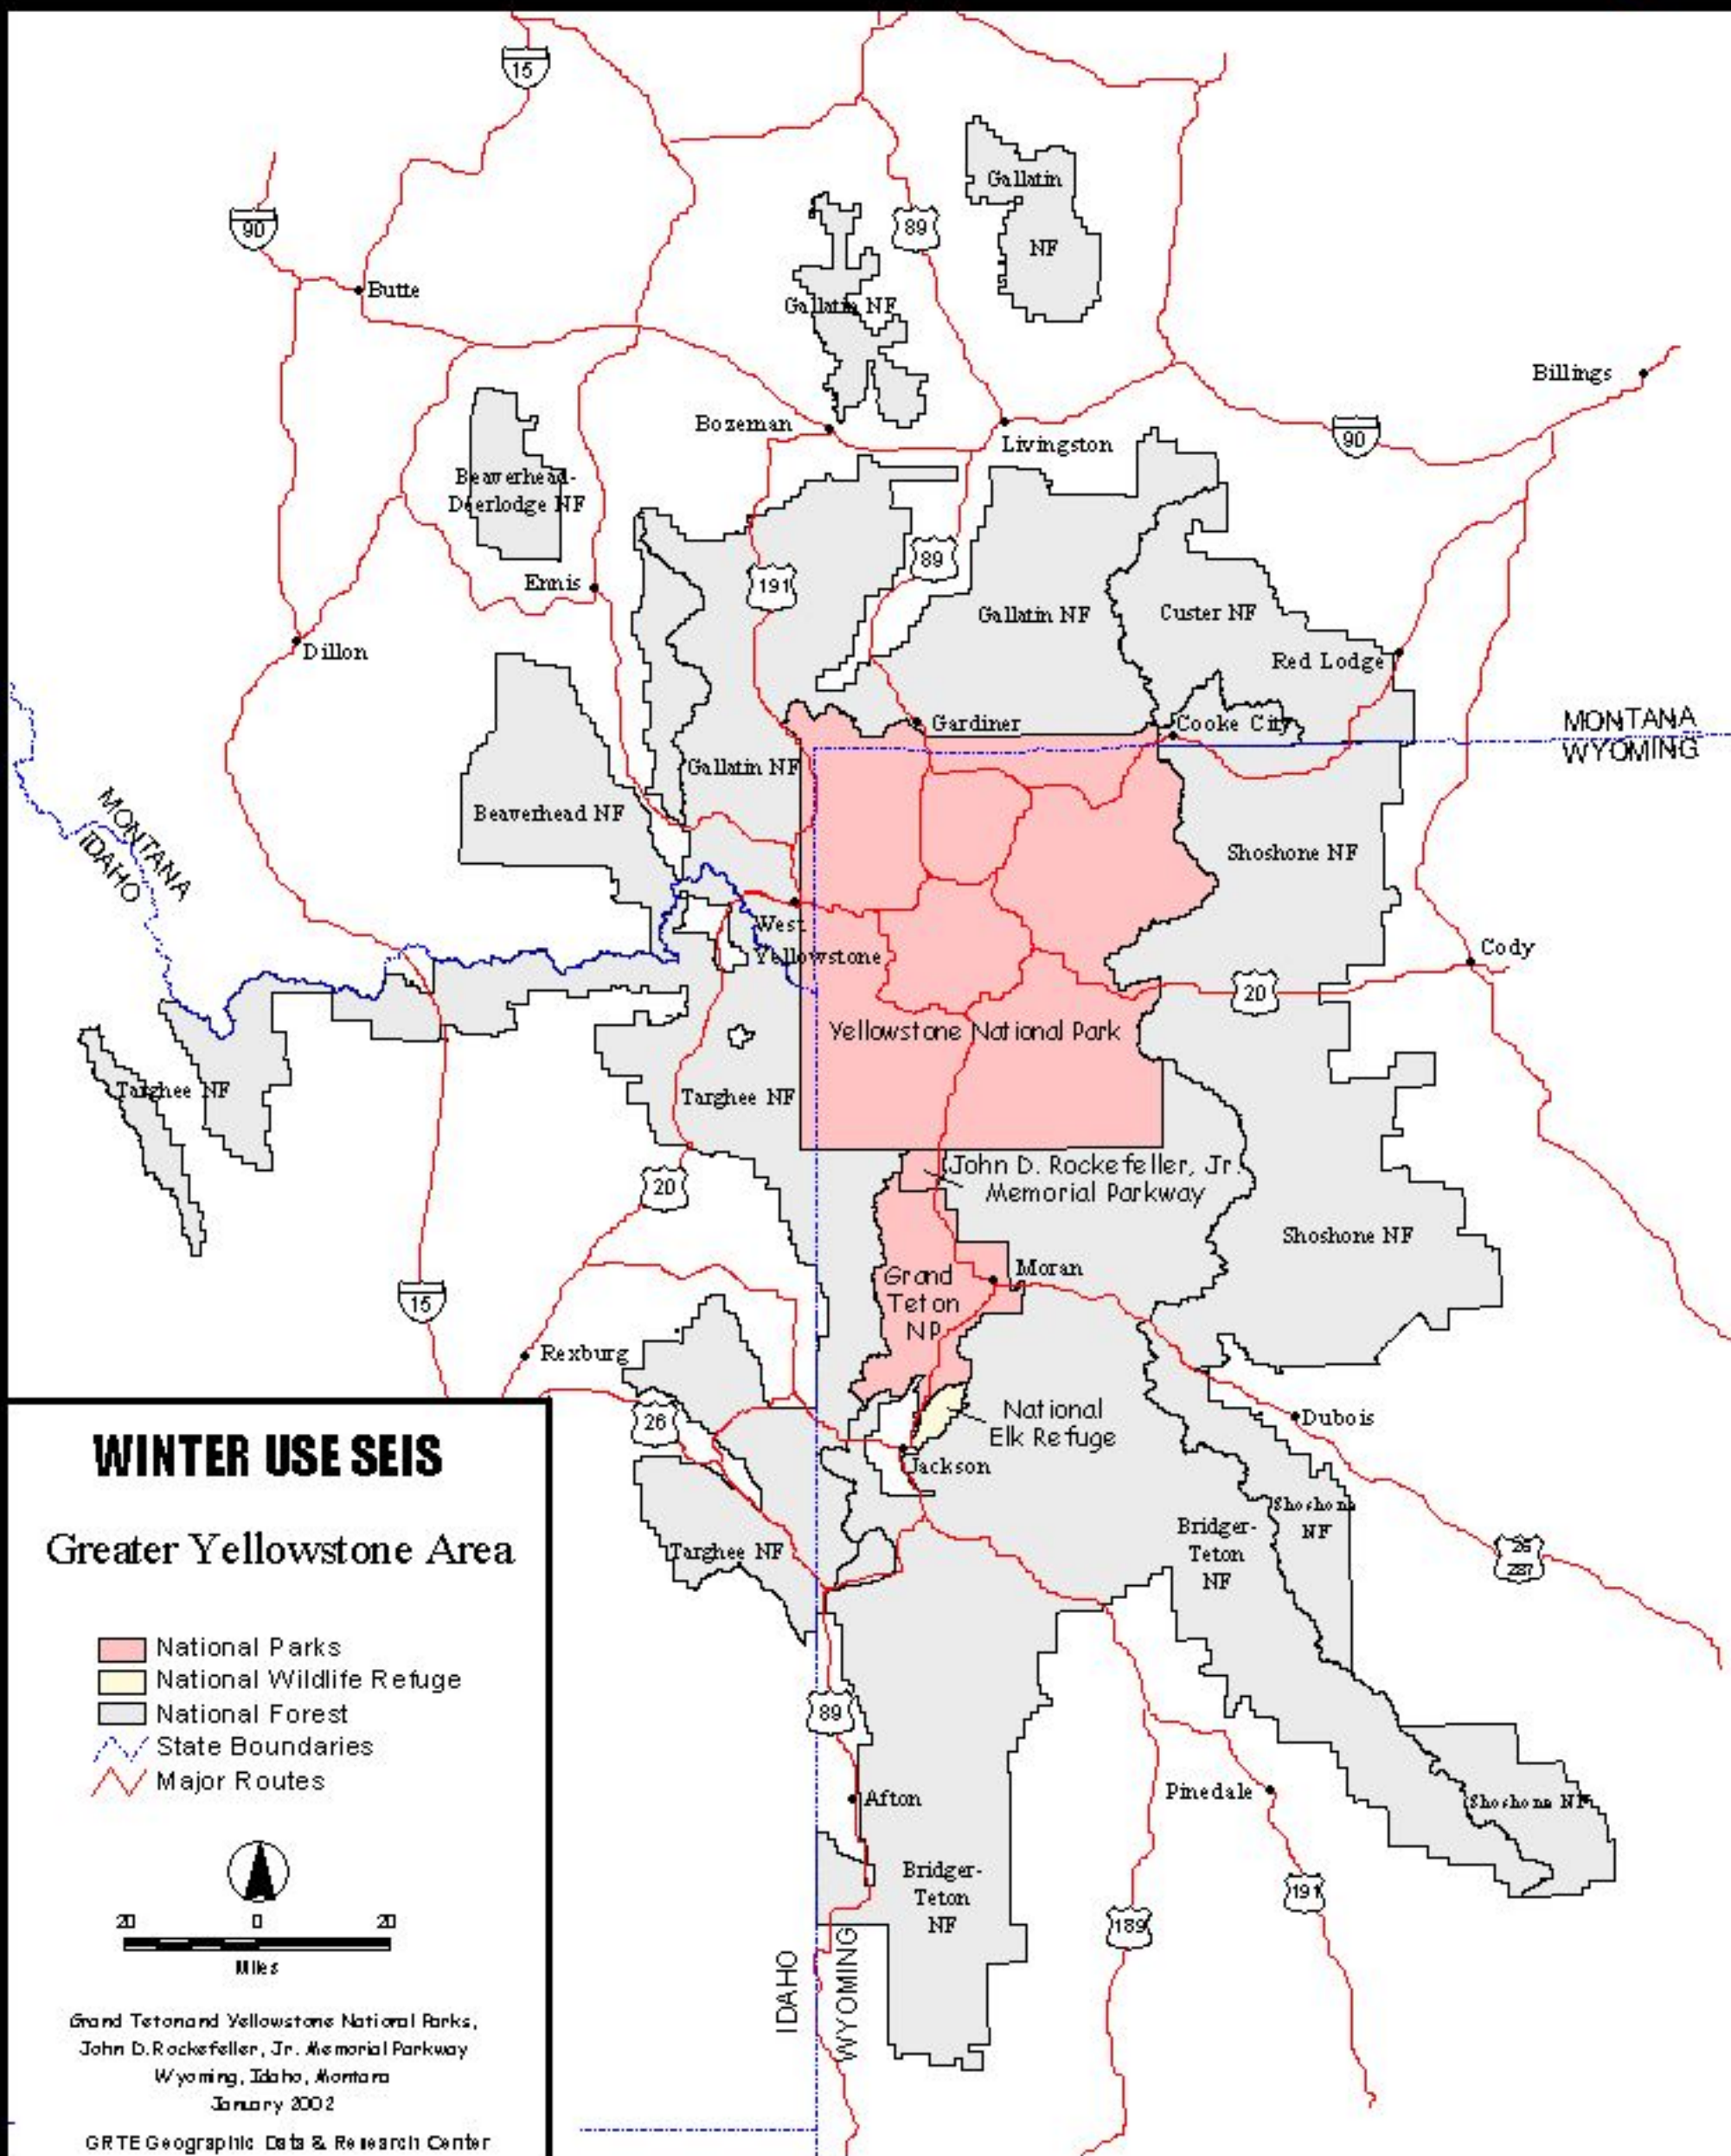 15
90
89
Gallatin
NF
Butte
Gallatin NF
Billings
Bozeman
Livingston
90
Beaverhead-
Deerlodge NF
89
191
Ennis
Gallatin NF
Custer NF
Dillon
Red Lodge
Gardiner
Cooke City
MONTANA
WYOMING
Gallatin NF
Beaverhead NF
MONTANA
IDAHO
Shoshone NF
West
Yellowstone
Cody
20
Yellowstone National Park
Targhee NF
Targhee NF
20
John D. Rockefeller, Jr.
Memorial Parkway
Shoshone NF
Moran
Grand
Teton
NP
15
Rexburg
26
National
Elk Refuge
Dubois
Jackson
Shoshone
NF
Bridger-
Teton
NF
Targhee NF
26
287
89
Afton
Pinedale
Shoshone NF
Bridger-
Teton
NF
191
189
IDAHO
WYOMING
WINTER USE SEIS
Greater Yellowstone Area
National Parks
National Wildlife Refuge
National Forest
State Boundaries
Major Routes
20 0 20
Miles
Grand Teton and Yellowstone National Parks,
John D. Rockefeller, Jr. Memorial Parkway
Wyoming, Idaho, Montana
January 2002
GRTE Geographic Data & Research Center